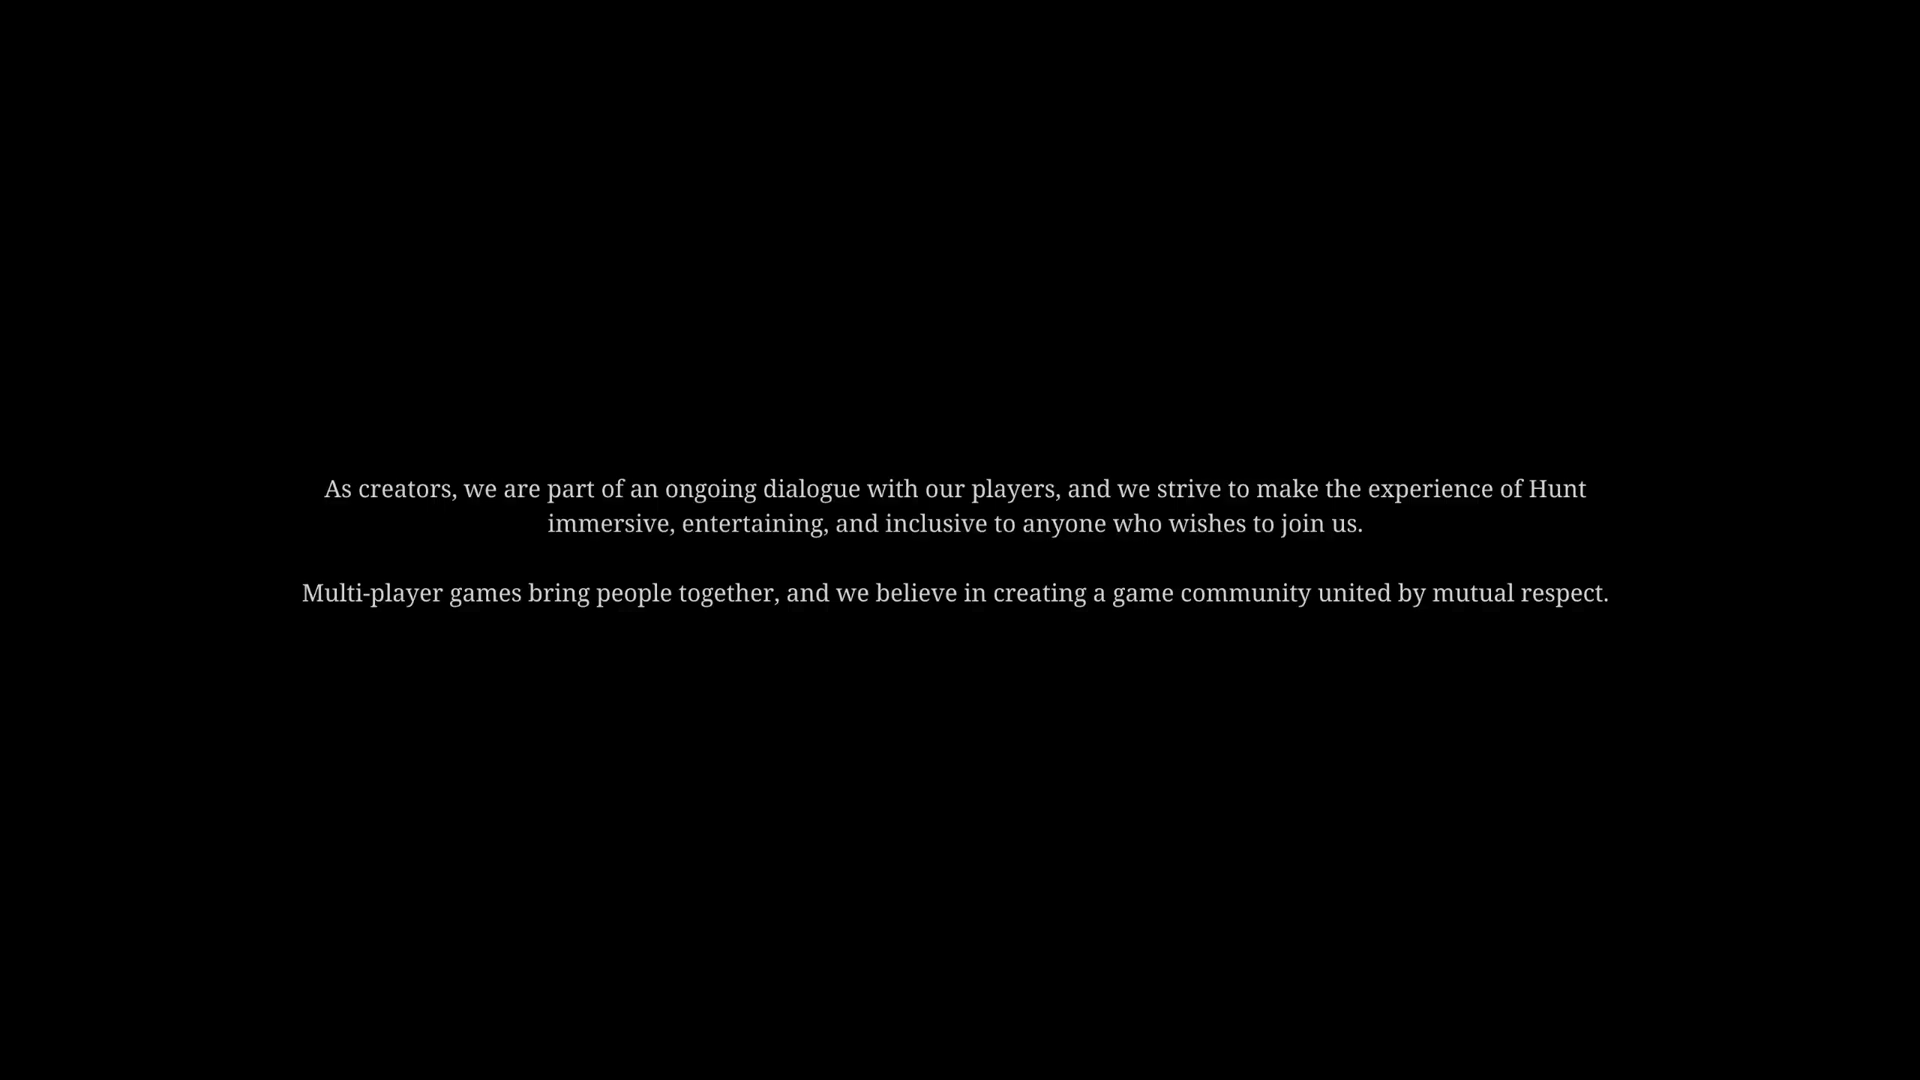 As creators, we are part of an ongoing dialogue with our players, and we strive to make the experience of Hunt
immersive, entertaining, and inclusive to anyone who wishes to join us.
Multi-player games bring people together, and we believe in creating a game community united by mutual respect.